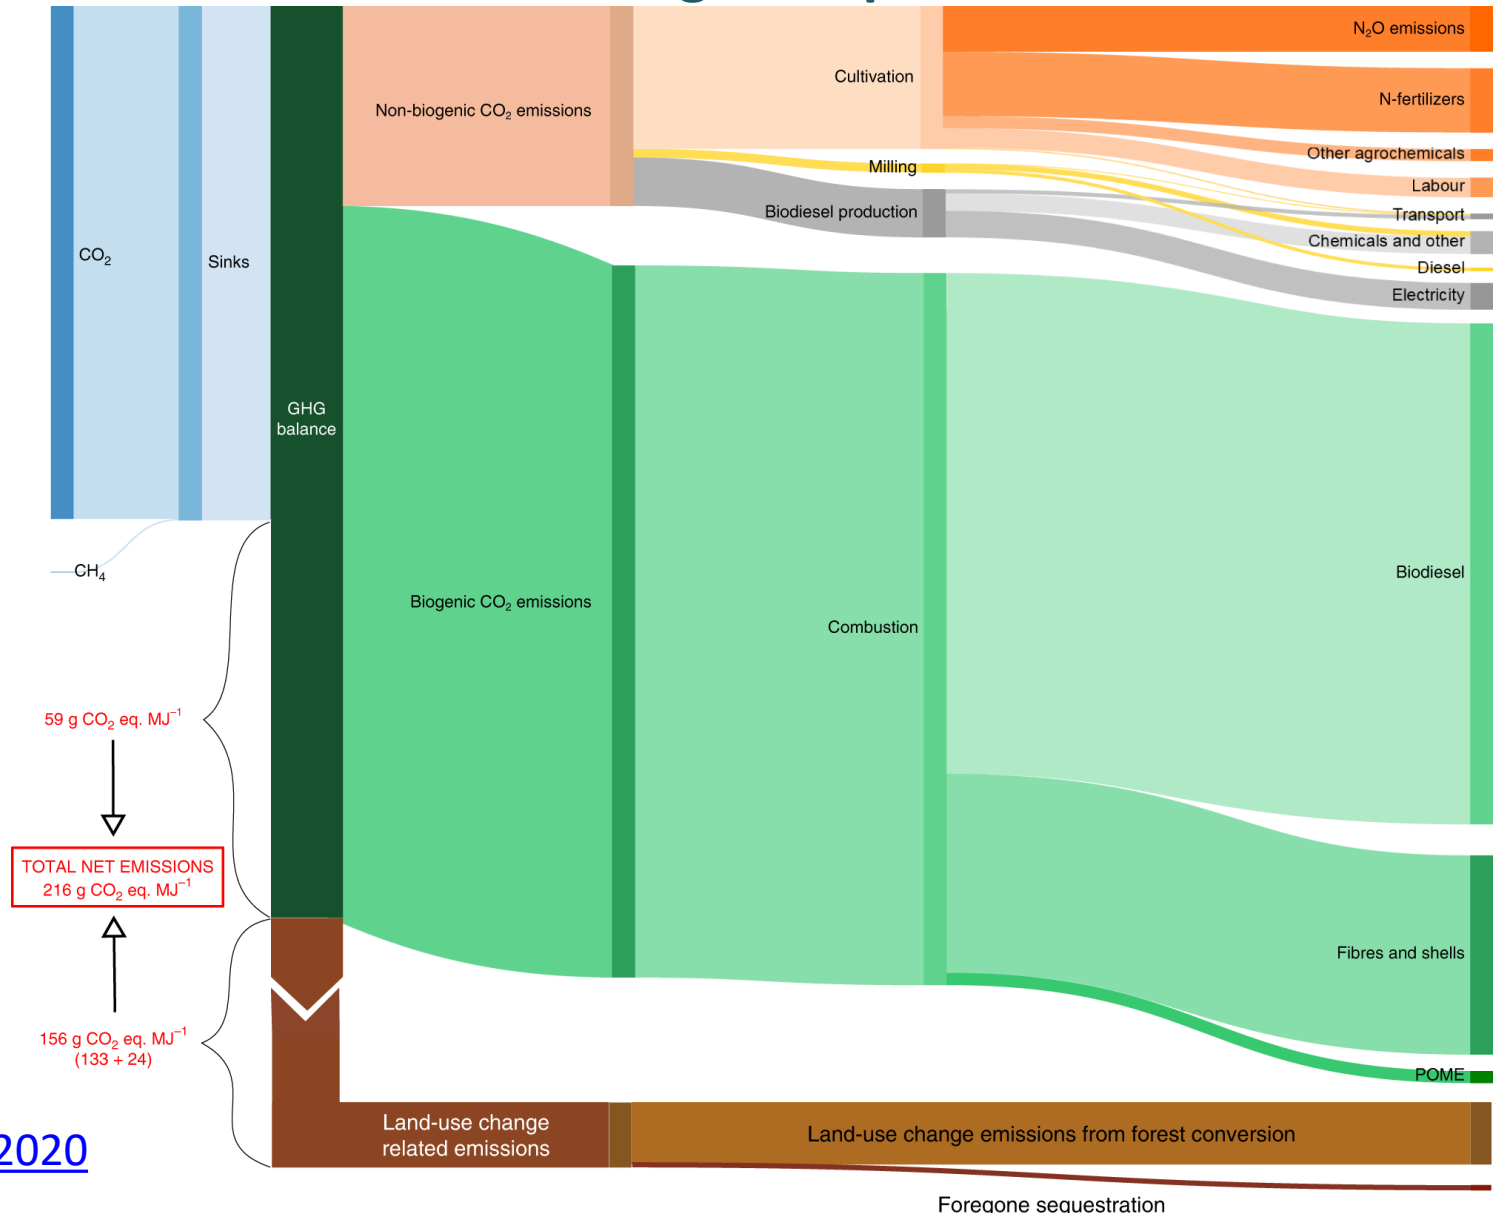 N₂O emissions
Cultivation
N-fertilizers
Non-biogenic CO₂ emissions
Other agrochemicals
Milling
Labour
Biodiesel production
Transport
Chemicals and other
CO₂
Sinks
Diesel
Electricity
GHG
balance
CH₄
Biodiesel
Biogenic CO₂ emissions
Combustion
59 g CO₂ eq. MJ⁻¹
TOTAL NET EMISSIONS
216 g CO₂ eq. MJ⁻¹
Fibres and shells
156 g CO₂ eq. MJ⁻¹
(133 + 24)
POME
Land-use change
related emissions
Land-use change emissions from forest conversion
2020
Foregone sequestration